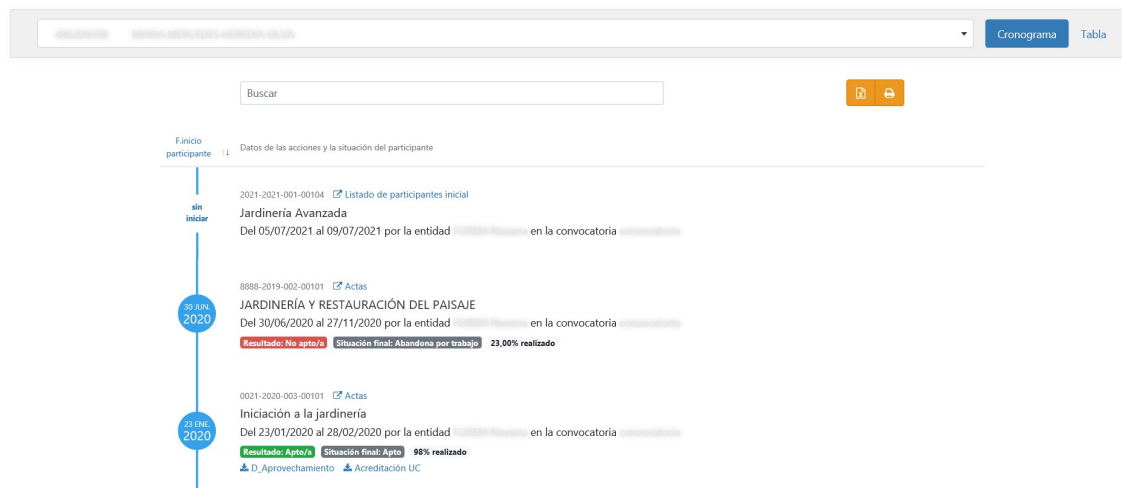 Cronograma Tabla
Buscar
F.inicio participante Datos de las acciones y la situación del participante
2021-2021-001-00104 Listado de participantes inicial
sin iniciar
Jardinería Avanzada
Del 05/07/2021 al 09/07/2021 por la entidad en la convocatoria
8888-2019-002-00101 Actas
30 JUN. 2020
JARDINERÍA Y RESTAURACIÓN DEL PAISAJE
Del 30/06/2020 al 27/11/2020 por la entidad en la convocatoria
Resultado: No apto/a Situación final: Abandona por trabajo 23,00% realizado
0021-2020-003-00101 Actas
23 ENE. 2020
Iniciación a la jardinería
Del 23/01/2020 al 28/02/2020 por la entidad en la convocatoria
Resultado: Apto/a Situación final: Apto 98% realizado
D_Aprovechamiento Acreditación UC